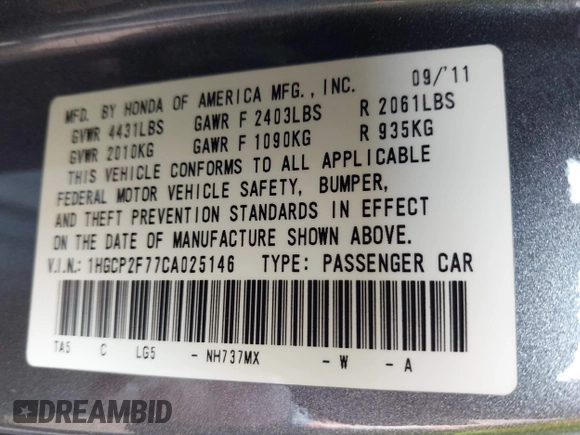 MFD. BY HONDA OF AMERICA MFG., INC. 09/'11
GVWR 4431LBS GAWR F 2403LBS R 2061LBS
GVWR 2010KG GAWR F 1090KG R 935KG
THIS VEHICLE CONFORMS TO ALL APPLICABLE
FEDERAL MOTOR VEHICLE SAFETY, BUMPER,
AND THEFT PREVENTION STANDARDS IN EFFECT
ON THE DATE OF MANUFACTURE SHOWN ABOVE.
V.I.N.: 1HGCP2F77CA025146 TYPE: PASSENGER CAR
TA5 C LG5 - NH737MX - W - A
DREAMBID